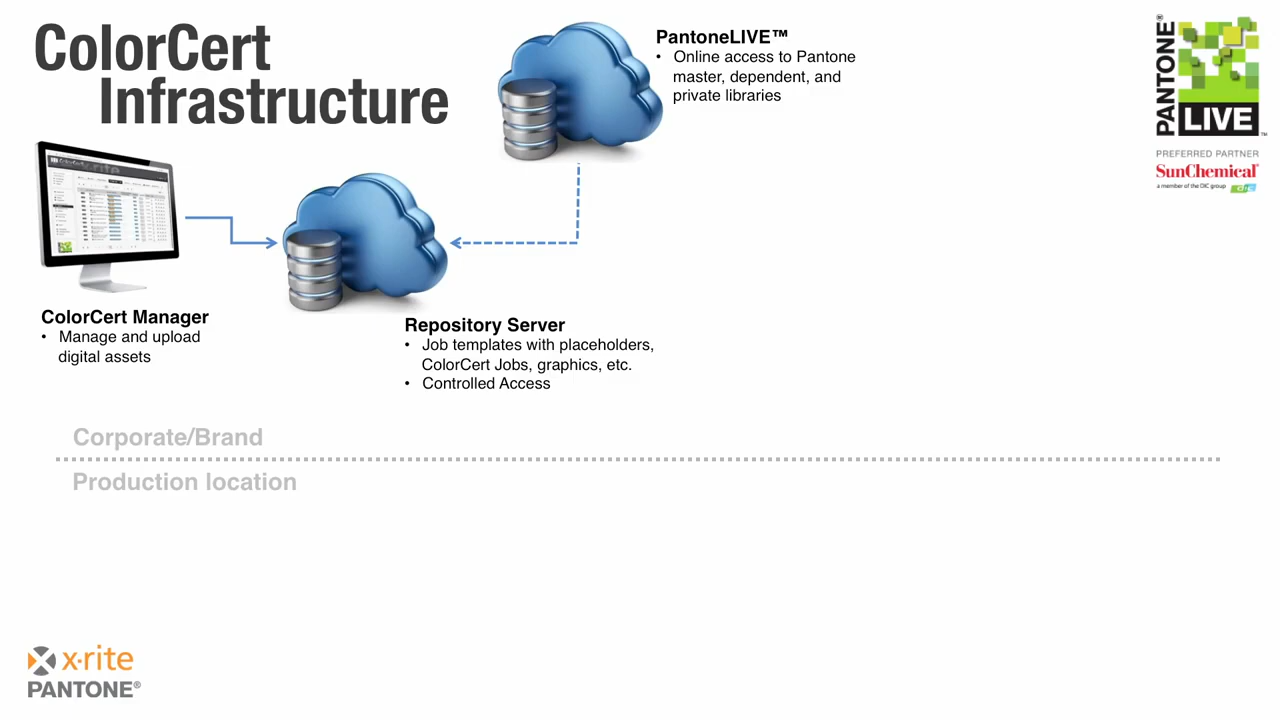 ColorCert
Infrastructure
PantoneLIVE™
• Online access to Pantone
master, dependent, and
private libraries
PANTONE®
LIVE™
PREFERRED PARTNER
SunChemical®
a member of the DIC group
DIC
ColorCert Manager
• Manage and upload
digital assets
Repository Server
• Job templates with placeholders,
ColorCert Jobs, graphics, etc.
• Controlled Access
Corporate/Brand
Production location
x·rite
PANTONE®